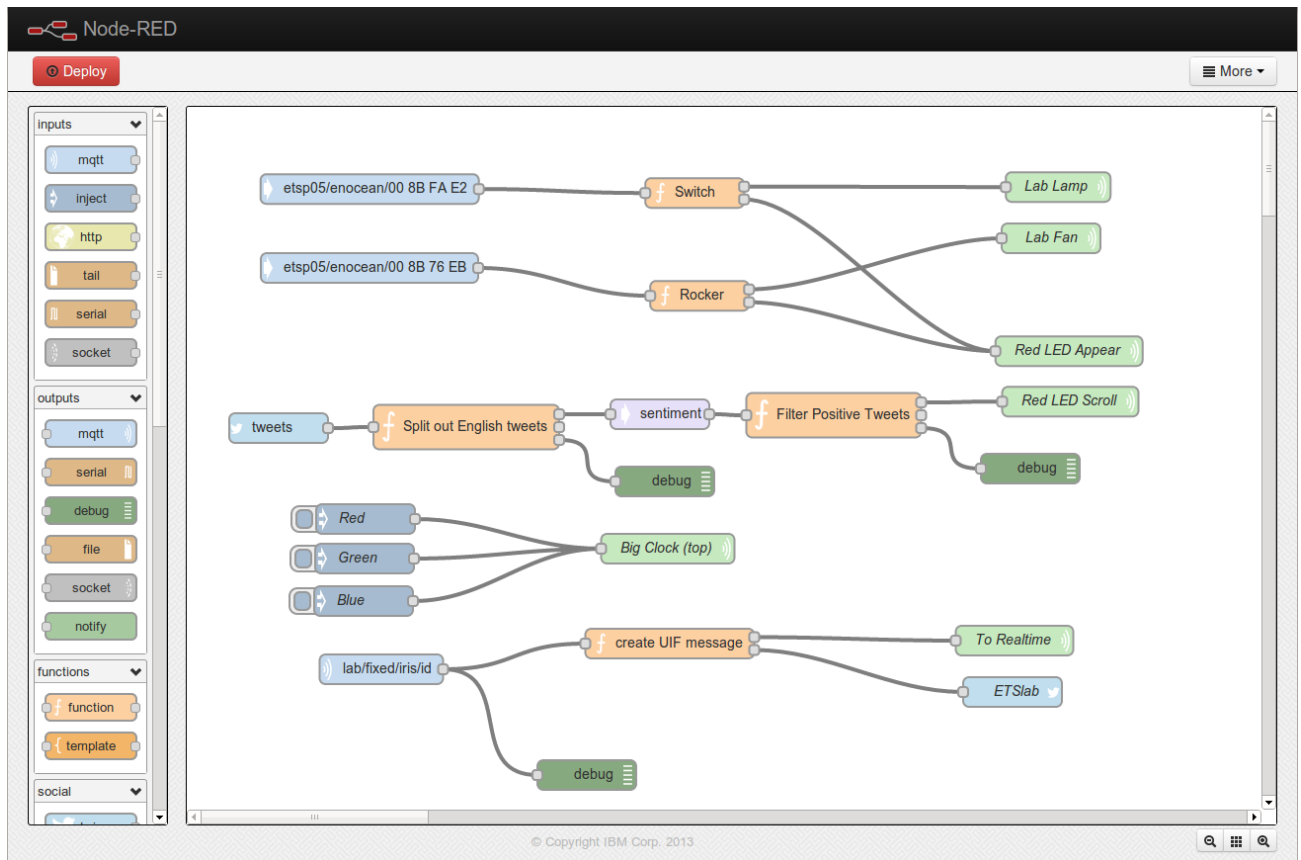 Node-RED
Deploy
More
inputs
mqtt
inject
http
tail
serial
socket
outputs
mqtt
serial
debug
file
socket
notify
functions
function
template
social
etsp05/enocean/00 8B FA E2
Switch
Lab Lamp
Lab Fan
etsp05/enocean/00 8B 76 EB
Rocker
Red LED Appear
tweets
Split out English tweets
sentiment
Filter Positive Tweets
Red LED Scroll
debug
debug
Red
Green
Blue
Big Clock (top)
lab/fixed/iris/id
create UIF message
To Realtime
ETSlab
debug
© Copyright IBM Corp. 2013